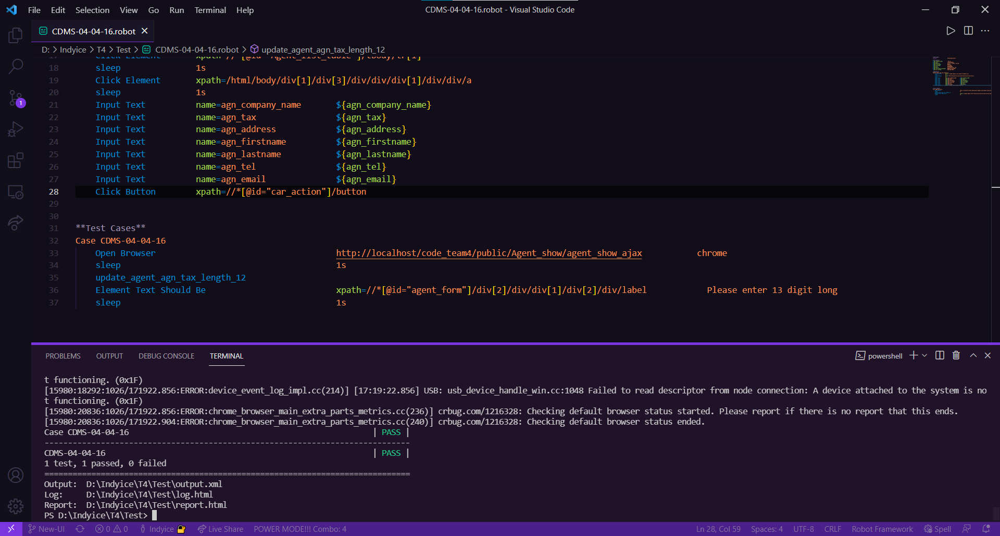 File Edit Selection View Go Run Terminal Help CDMS-04-04-16.robot - Visual Studio Code
CDMS-04-04-16.robot
D: > Indyice > T4 > Test > CDMS-04-04-16.robot > update_agent_agn_tax_length_12
17 Click Element xpath=//*[@id="Agent_list_table"]/tbody/tr[1]
18 sleep 1s
19 Click Element xpath=/html/body/div[1]/div[3]/div/div/div[1]/div/div/a
20 sleep 1s
21 Input Text name=agn_company_name ${agn_company_name}
22 Input Text name=agn_tax ${agn_tax}
23 Input Text name=agn_address ${agn_address}
24 Input Text name=agn_firstname ${agn_firstname}
25 Input Text name=agn_lastname ${agn_lastname}
26 Input Text name=agn_tel ${agn_tel}
27 Input Text name=agn_email ${agn_email}
28 Click Button xpath=//*[@id="car_action"]/button
29
30
31 **Test Cases**
32 Case CDMS-04-04-16
33 Open Browser http://localhost/code_team4/public/Agent_show/agent_show_ajax chrome
34 sleep 1s
35 update_agent_agn_tax_length_12
36 Element Text Should Be xpath=//*[@id="agent_form"]/div[2]/div/div[1]/div[2]/div/label Please enter 13 digit long
37 sleep 1s
1
PROBLEMS OUTPUT DEBUG CONSOLE TERMINAL powershell
t functioning. (0x1F)
[15980:18292:1026/171922.856:ERROR:device_event_log_impl.cc(214)] [17:19:22.856] USB: usb_device_handle_win.cc:1048 Failed to read descriptor from node connection: A device attached to the system is no
t functioning. (0x1F)
[15980:20836:1026/171922.856:ERROR:chrome_browser_main_extra_parts_metrics.cc(236)] crbug.com/1216328: Checking default browser status started. Please report if there is no report that this ends.
[15980:20836:1026/171922.904:ERROR:chrome_browser_main_extra_parts_metrics.cc(240)] crbug.com/1216328: Checking default browser status ended.
Case CDMS-04-04-16 | PASS |
------------------------------------------------------------------------------
CDMS-04-04-16 | PASS |
1 test, 1 passed, 0 failed
==============================================================================
Output: D:\Indyice\T4\Test\output.xml
Log: D:\Indyice\T4\Test\log.html
Report: D:\Indyice\T4\Test\report.html
PS D:\Indyice\T4\Test>
New-UI 0 0 Indyice Live Share POWER MODE!!! Combo: 4 Ln 28, Col 59 Spaces: 4 UTF-8 CRLF Robot Framework Spell